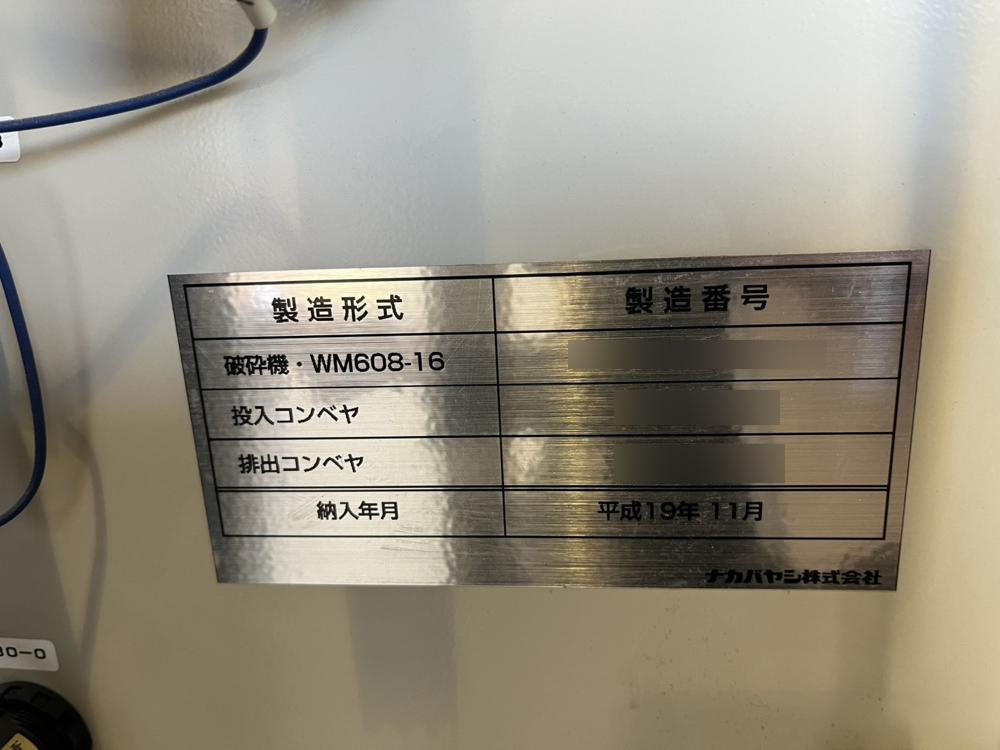 製造形式 製造番号
破砕機・WM608-16
投入コンベヤ
排出コンベヤ
納入年月 平成19年 11月
ナカバヤシ株式会社
30-0